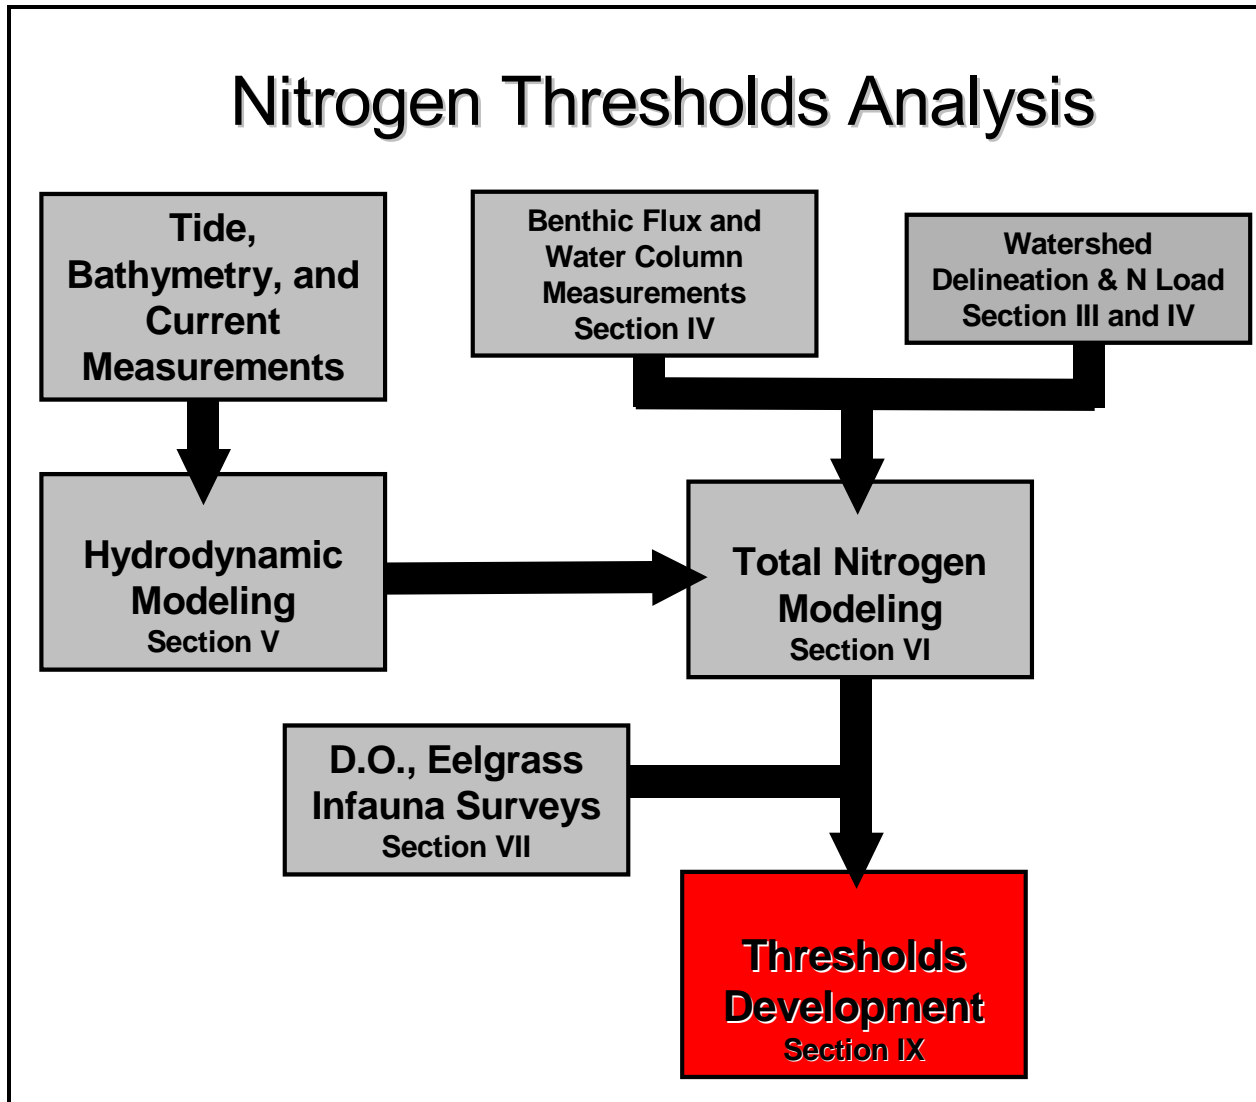 Nitrogen Thresholds Analysis
Tide,
Bathymetry, and
Current
Measurements
Benthic Flux and
Water Column
Measurements
Section IV
Watershed
Delineation & N Load
Section III and IV
Hydrodynamic
Modeling
Section V
Total Nitrogen
Modeling
Section VI
D.O., Eelgrass
Infauna Surveys
Section VII
Thresholds
Development
Section IX